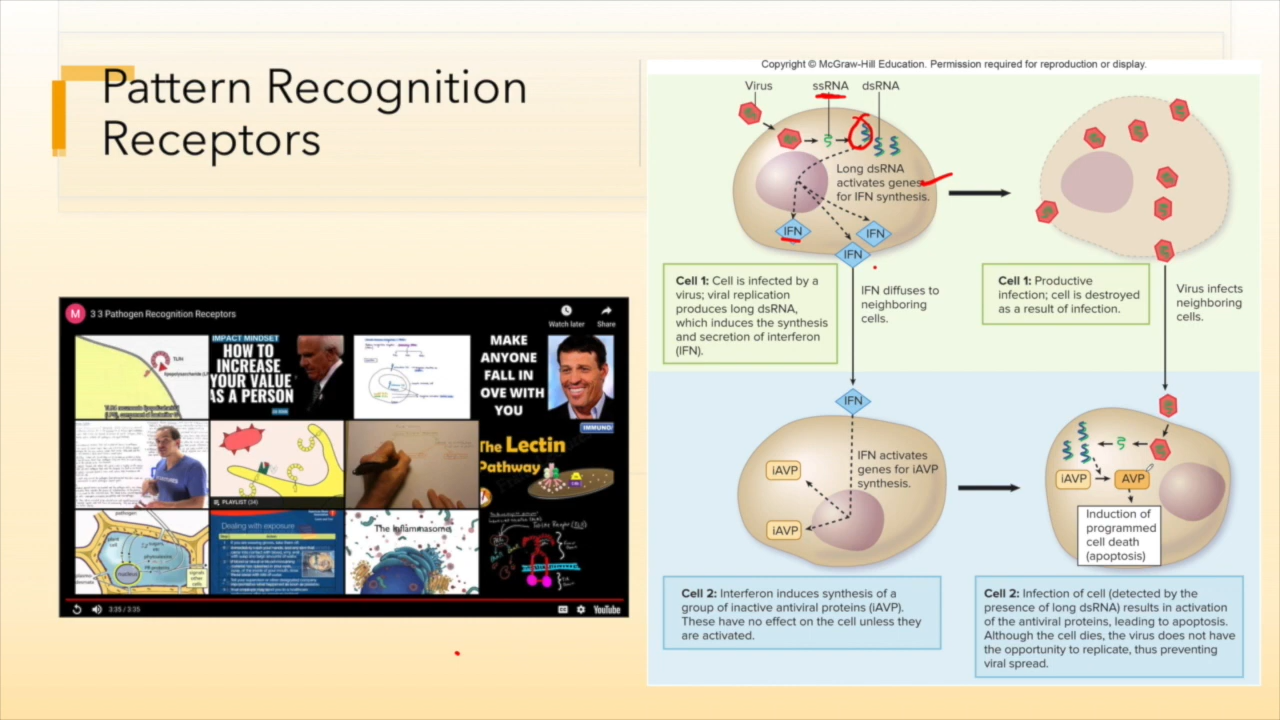 Pattern Recognition
Receptors
Copyright © McGraw-Hill Education. Permission required for reproduction or display.
Virus
ssRNA
dsRNA
Long dsRNA
activates genes
for IFN synthesis.
IFN
IFN
IFN
Cell 1: Cell is infected by a
virus; viral replication
produces long dsRNA,
which induces the synthesis
and secretion of interferon
(IFN).
IFN diffuses to
neighboring
cells.
Cell 1: Productive
infection; cell is destroyed
as a result of infection.
Virus infects
neighboring
cells.
IFN
iAVP
iAVP
IFN activates
genes for iAVP
synthesis.
iAVP
AVP
Induction of
programmed
cell death
(apoptosis)
Cell 2: Interferon induces synthesis of a
group of inactive antiviral proteins (iAVP).
These have no effect on the cell unless they
are activated.
Cell 2: Infection of cell (detected by the
presence of long dsRNA) results in activation
of the antiviral proteins, leading to apoptosis.
Although the cell dies, the virus does not have
the opportunity to replicate, thus preventing
viral spread.
M
3 3 Pathogen Recognition Receptors
Watch later
Share
IMPACT MINDSET
HOW TO
INCREASE
YOUR VALUE
AS A PERSON
MAKE
ANYONE
FALL IN
OVE WITH
YOU
IMMUNO
The Lectin
Pathway
PLAYLIST (24)
pathogen
nucleus
Dealing with exposure
The Inflammasome
3:35 / 3:35
CC
YouTube